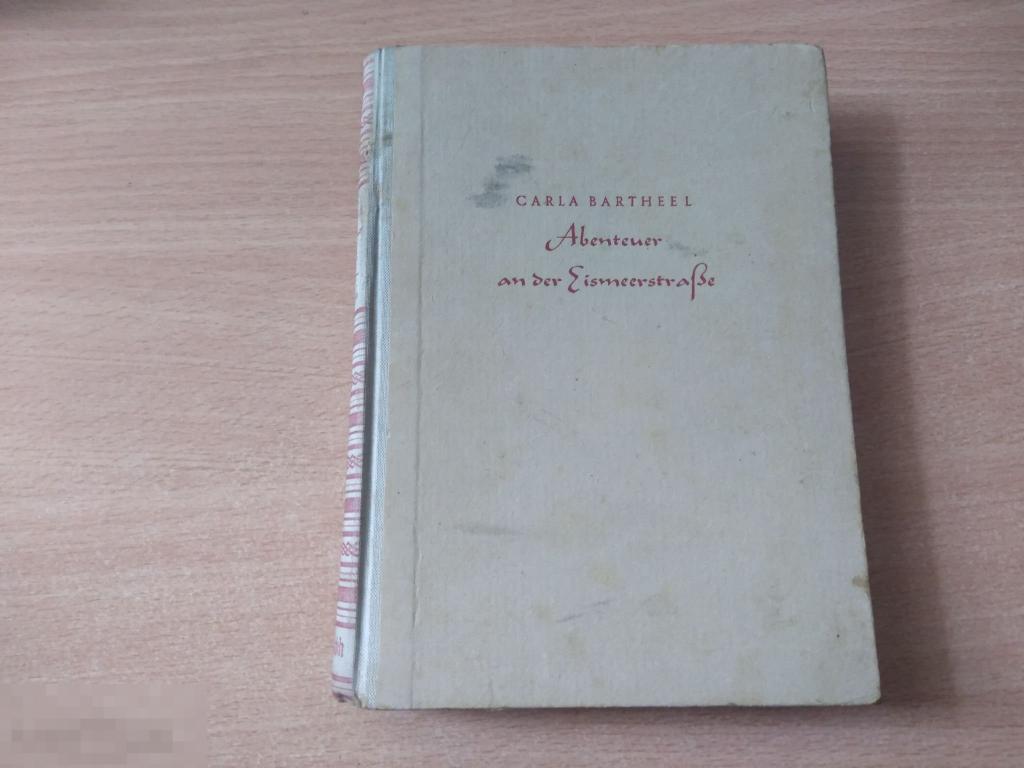 CARLA BARTHEEL
Abenteuer
an der Eismeerstraße